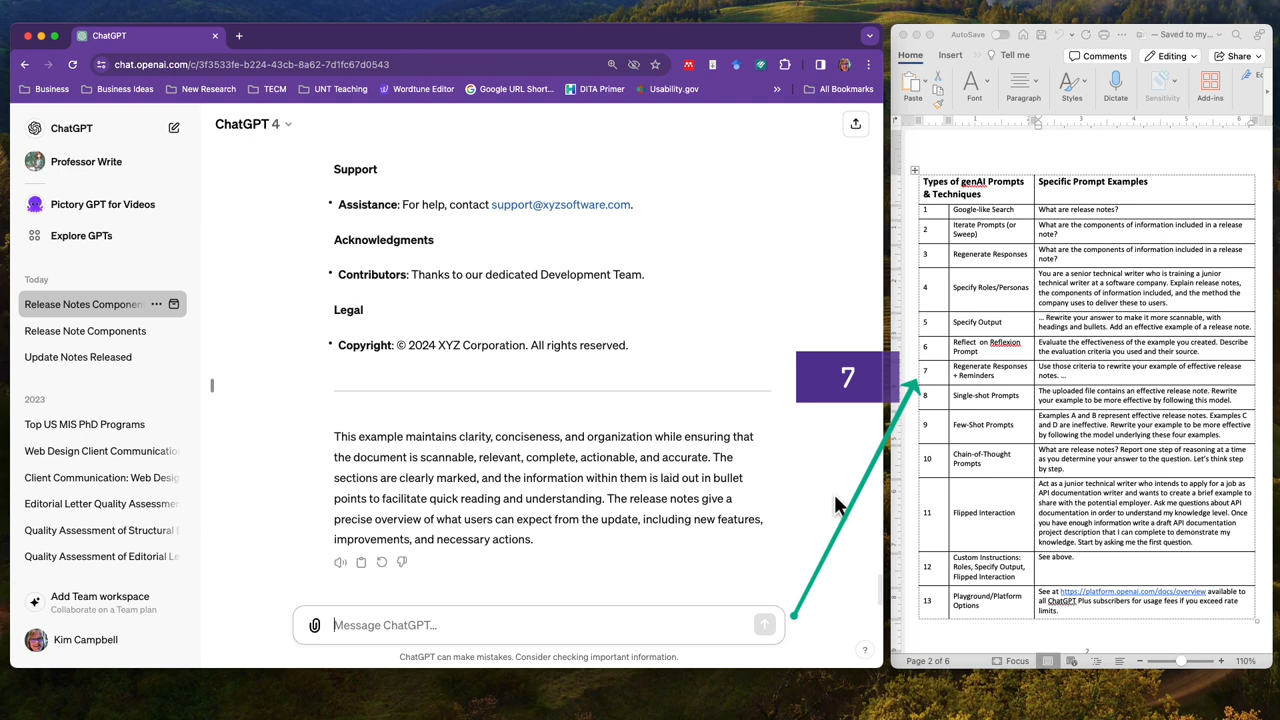 ChatGPT
chat.openai.com/c/5fd33f1e-b224-43cb-8a62-7d1fc67d0543
Business
Business Ideas
New Research
TECM
UI Teaching
Wordtune Editor
Google URL Short...
DITA Primer
Usability.gov
»
All Bookmarks
ChatGPT
Professor Write
Pictory GPT for Videos
Explore GPTs
Today
Release Notes Componen
Release Note Components
Update Notes Released
2023
Top US MIS PhD Programs
Web Design Client Communicatio
Client Communication: Web Desig
Editorial Letter Quality Assessmen
Quality Assessment of Structural E
Quality Assessment of Editorial Le
Add Team workspace
Collaborate on a Team plan
Kim Campbell
ChatGPT 4
Support
• Assistance: For help, contact support@xyzsoftware.com.
Acknowledgments
• Contributors: Thanks to our dedicated Development Team.
Legal
• Copyright: © 2024 XYZ Corporation. All rights reserved.
This example maintains clarity, conciseness, and organization while ensuring that
the document is scannable, relevant, complete, actionable, and accurate. The
sections are clearly marked, and the information within them is laid out in bullet
points to facilitate quick reading and understanding. The release notes give a
precise overview of what users can expect from the update, including new features,
improvements, and necessary actions.
Message ChatGPT...
ChatGPT can make mistakes. Consider checking important information.
?
7
AutoSave
— Saved to my...
Home
Insert
»
Tell me
Comments
Editing
Share
Paste
Font
Paragraph
Styles
Dictate
Sensitivity
Add-ins
1 2 3 4 5 6
Types of genAI Prompts & Techniques
Specific Prompt Examples
1 Google-like Search What are release notes?
2 Iterate Prompts (or Sweep) What are the components of information included in a release note?
3 Regenerate Responses What are the components of information included in a release note?
4 Specify Roles/Personas You are a senior technical writer who is training a junior technical writer at a software company. Explain release notes, the components of information included, and the method the company uses to deliver these to users.
5 Specify Output ... Rewrite your answer to make it more scannable, with headings and bullets. Add an effective example of a release note.
6 Reflect on Reflexion Prompt Evaluate the effectiveness of the example you created. Describe the evaluation criteria you used and their source.
7 Regenerate Responses + Reminders Use those criteria to rewrite your example of effective release notes. ...
8 Single-shot Prompts The uploaded file contains an effective release note. Rewrite your example to be more effective by following this model.
9 Few-Shot Prompts Examples A and B represent effective release notes. Examples C and D are ineffective. Rewrite your example to be more effective by following the model underlying these four examples.
10 Chain-of-Thought Prompts What are release notes? Report one step of reasoning at a time as you determine your answer to the question. Let's think step by step.
11 Flipped Interaction Act as a junior technical writer who intends to apply for a job as API documentation writer and wants to create a brief example to share with the potential employer. Ask me questions about API documentation in order to understand my knowledge level. Once you have enough information write a draft API documentation project description that I can complete to demonstrate my knowledge. Start by asking me the first question.
12 Custom Instructions: Roles, Specify Output, Flipped Interaction See above.
13 Playground/Platform Options See at https://platform.openai.com/docs/overview available to all ChatGPT Plus subscribers for usage fees if you exceed rate limits.
Page 2 of 6
Focus
110%